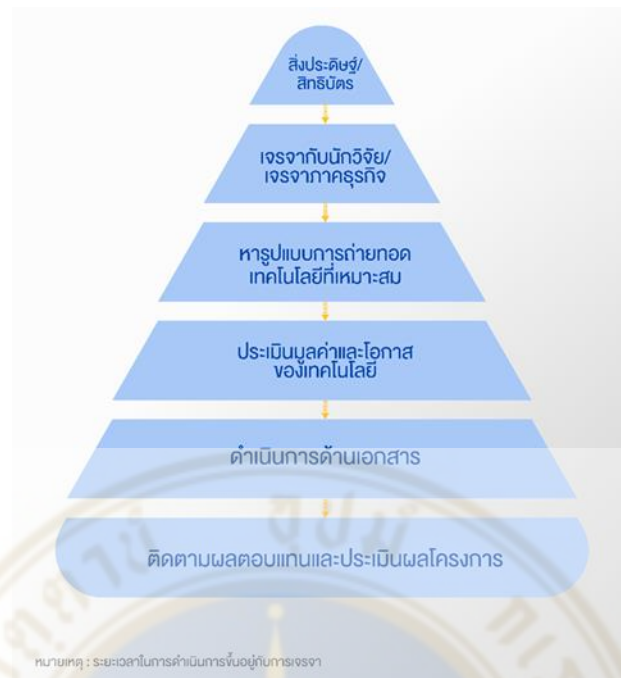 สิ่งประดิษฐ์/
สิทธิบัตร
เจรจากับนักวิจัย/
เจรจาภาคธุรกิจ
หารูปแบบการถ่ายทอด
เทคโนโลยีที่เหมาะสม
ประเมินมูลค่าและโอกาส
ของเทคโนโลยี
ดำเนินการด้านเอกสาร
ติดตามผลตอบแทนและประเมินผลโครงการ
หมายเหตุ : ระยะเวลาในการดำเนินการขึ้นอยู่กับการเจรจา